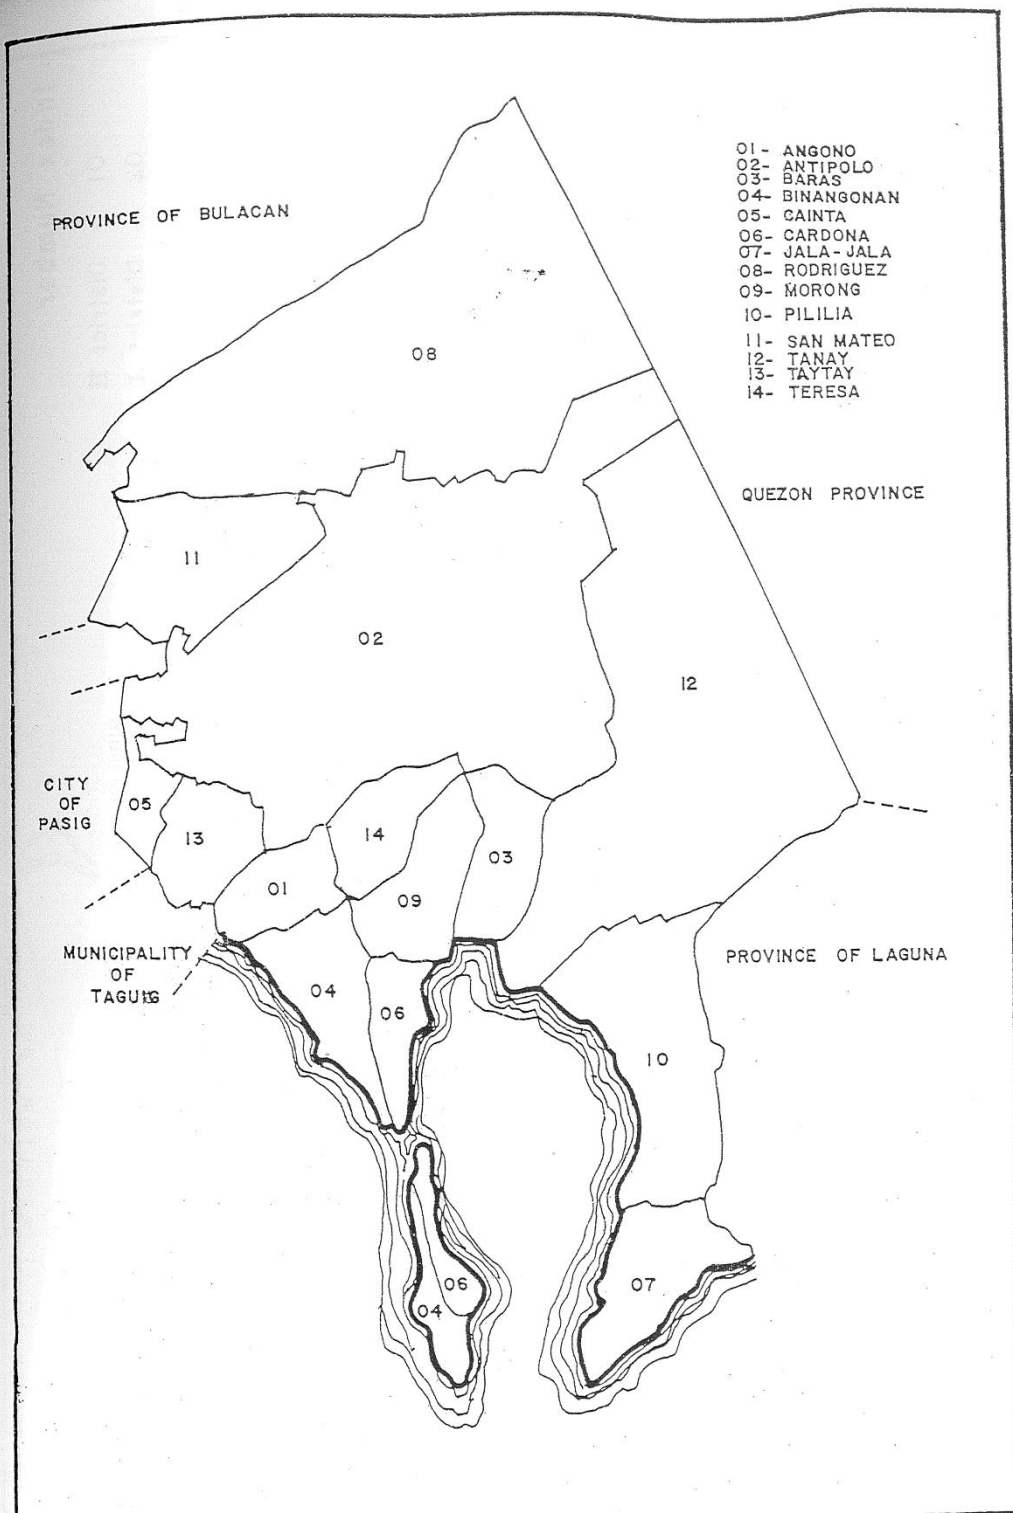 PROVINCE OF BULACAN
01- ANGONO
02- ANTIPOLO
03- BARAS
04- BINANGONAN
05- CAINTA
06- CARDONA
07- JALA-JALA
08- RODRIGUEZ
09- MORONG
10- PILILIA
11- SAN MATEO
12- TANAY
13- TAYTAY
14- TERESA
08
QUEZON PROVINCE
11
02
12
CITY
OF
PASIG
05
13
14
03
01
09
MUNICIPALITY
OF
TAGUIG
PROVINCE OF LAGUNA
04
06
10
06
04
07